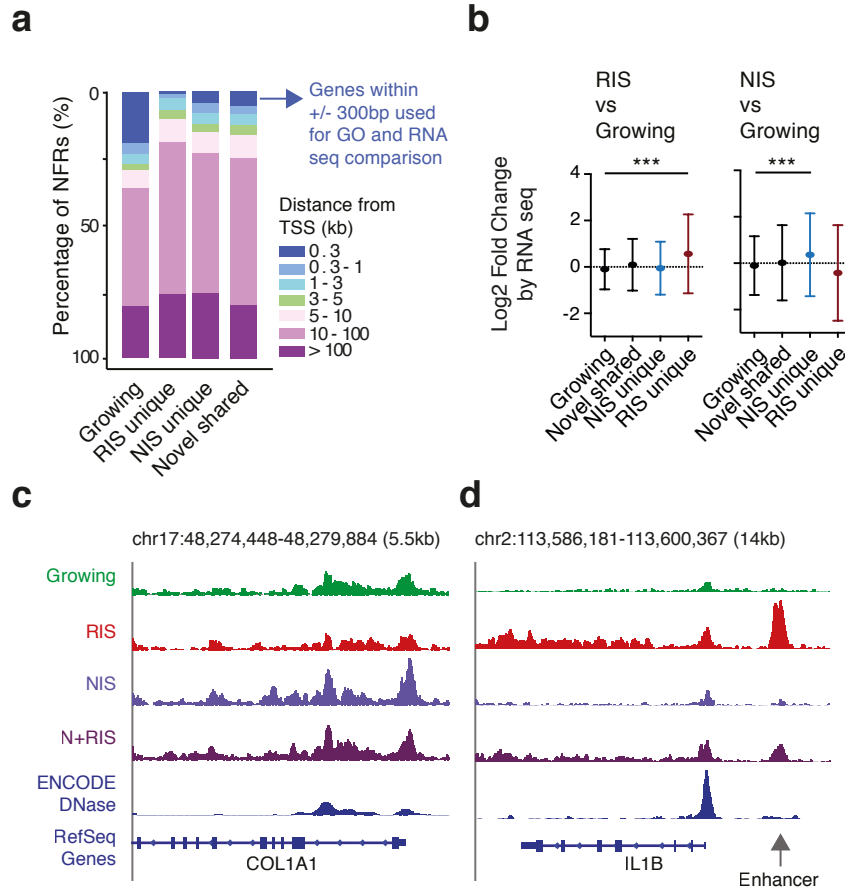 a
0
50
100
Percentage of NFRs (%)
Growing
RIS unique
NIS unique
Novel shared
Genes within
+/- 300bp used
for GO and RNA
seq comparison
Distance from
TSS (kb)
0.3
0.3-1
1-3
3-5
5-10
10-100
>100
b
RIS
vs
Growing
NIS
vs
Growing
***
***
4
2
0
-2
Log2 Fold Change
by RNA seq
Growing
Novel shared
NIS unique
RIS unique
Growing
Novel shared
NIS unique
RIS unique
c
chr17:48,274,448-48,279,884 (5.5kb)
Growing
RIS
NIS
N+RIS
ENCODE
DNase
RefSeq
Genes
COL1A1
d
chr2:113,586,181-113,600,367 (14kb)
IL1B
Enhancer